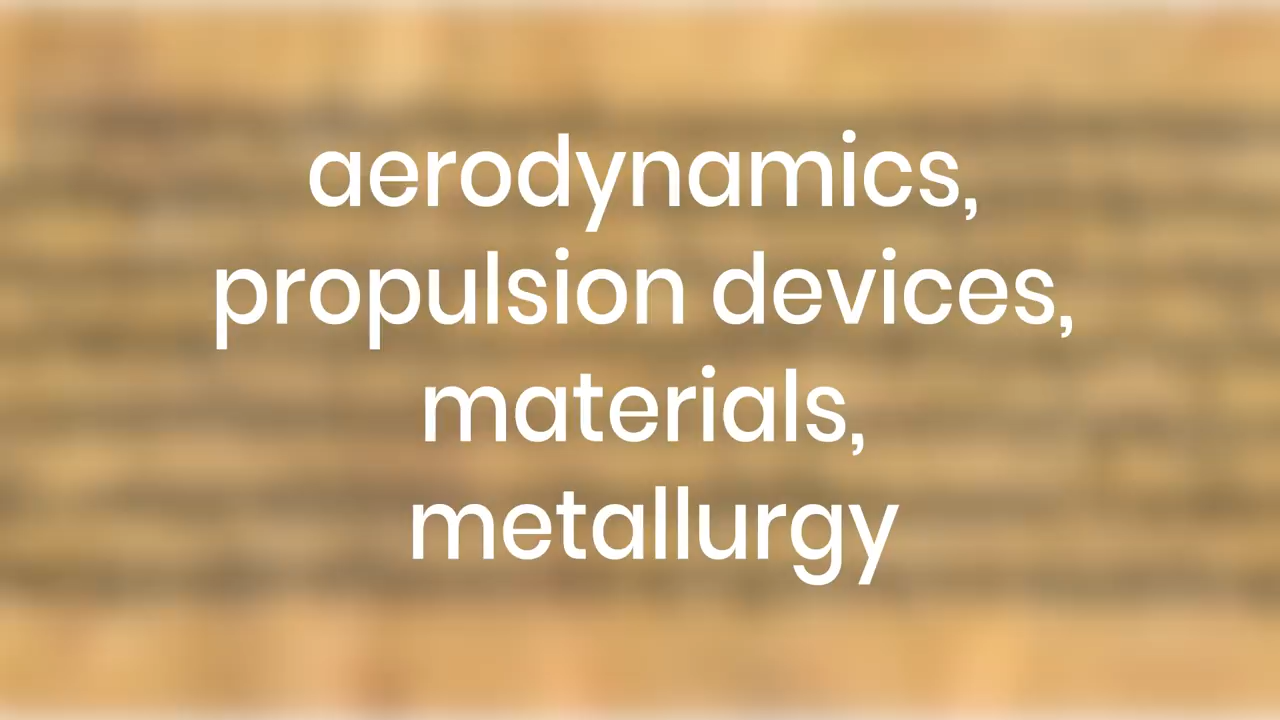 aerodynamics,
propulsion devices,
materials,
metallurgy